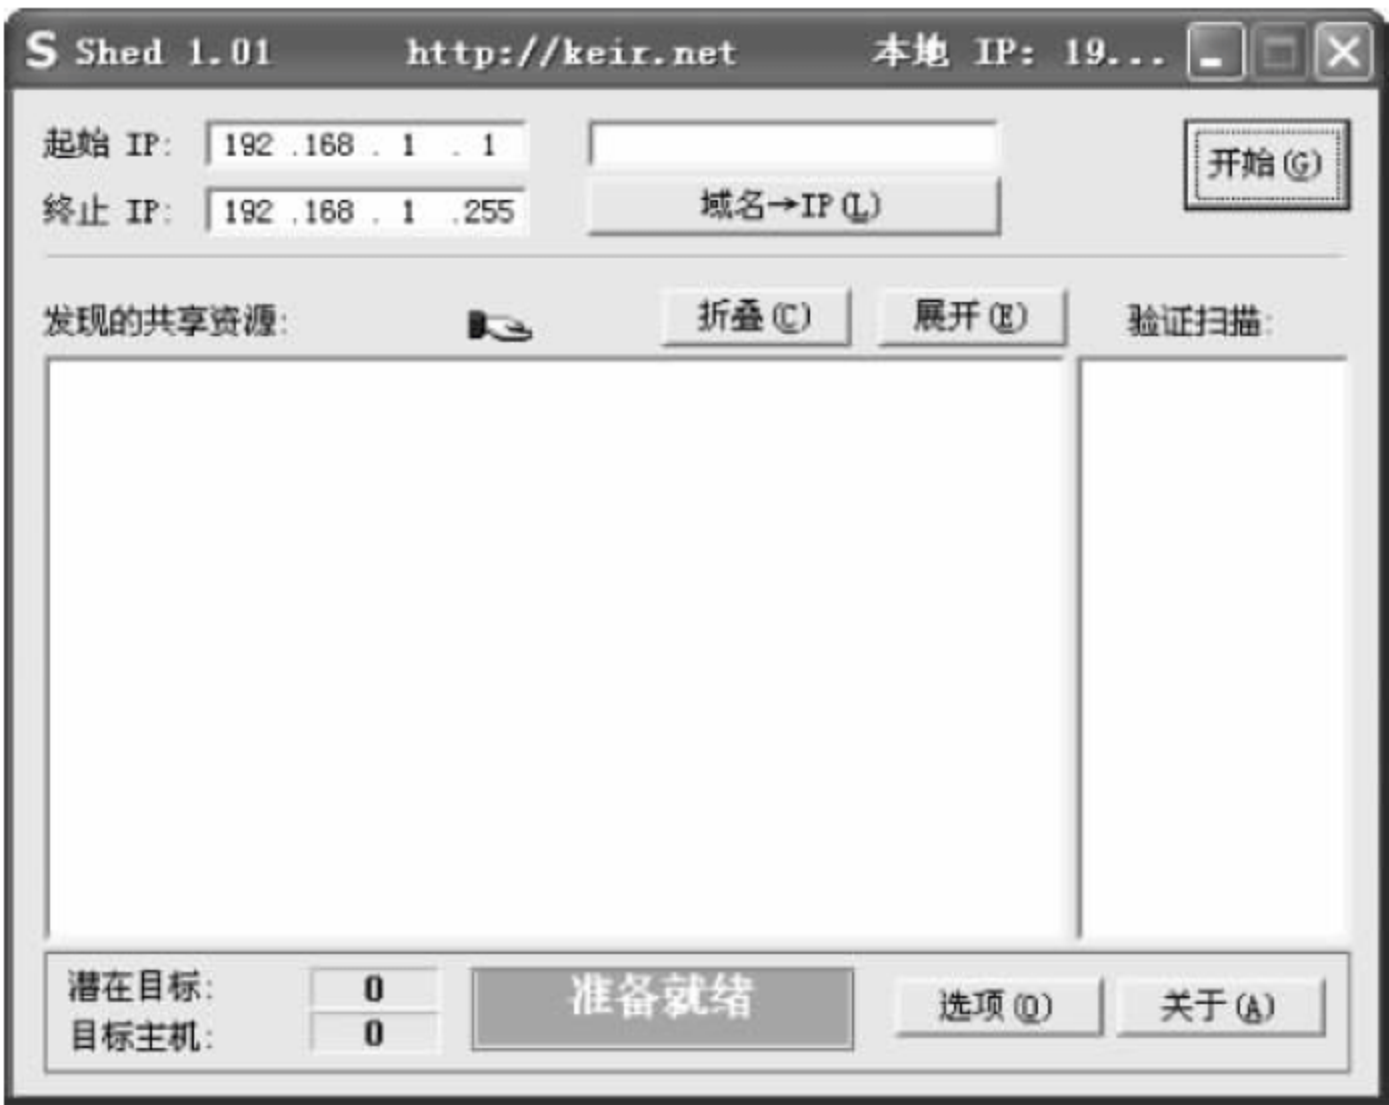 S Shed 1.01 http://keir.net 本地 IP: 19...
起始 IP: 192 .168 . 1 . 1 开始(G)
终止 IP: 192 .168 . 1 .255 域名→IP(L)
发现的共享资源: 折叠(C) 展开(E) 验证扫描:
潜在目标: 0 准备就绪 选项(O) 关于(A)
目标主机: 0